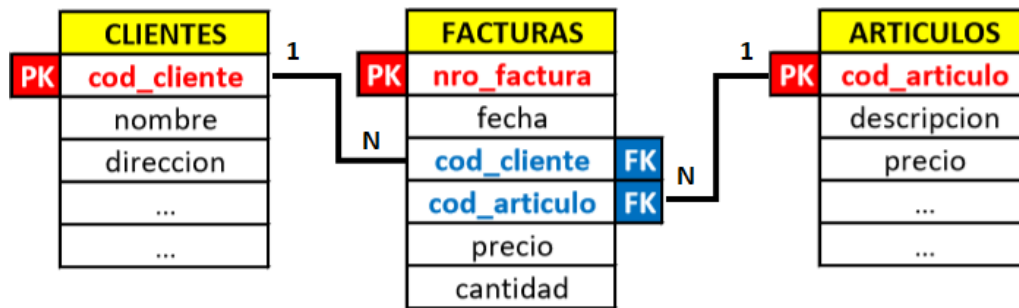 CLIENTES
PK cod_cliente
nombre
direccion
...
...
1
N
FACTURAS
PK nro_factura
fecha
cod_cliente FK
cod_articulo FK
precio
cantidad
N
1
ARTICULOS
PK cod_articulo
descripcion
precio
...
...